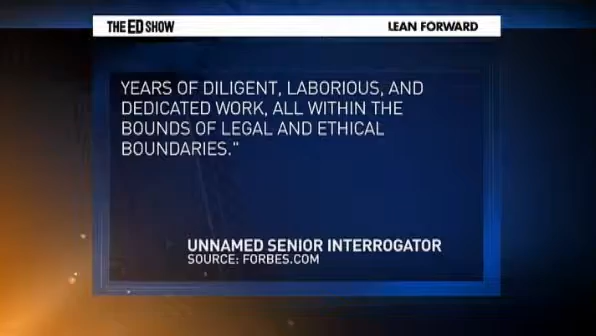 THE ED SHOW
LEAN FORWARD
YEARS OF DILIGENT, LABORIOUS, AND
DEDICATED WORK, ALL WITHIN THE
BOUNDS OF LEGAL AND ETHICAL
BOUNDARIES."
UNNAMED SENIOR INTERROGATOR
SOURCE: FORBES.COM